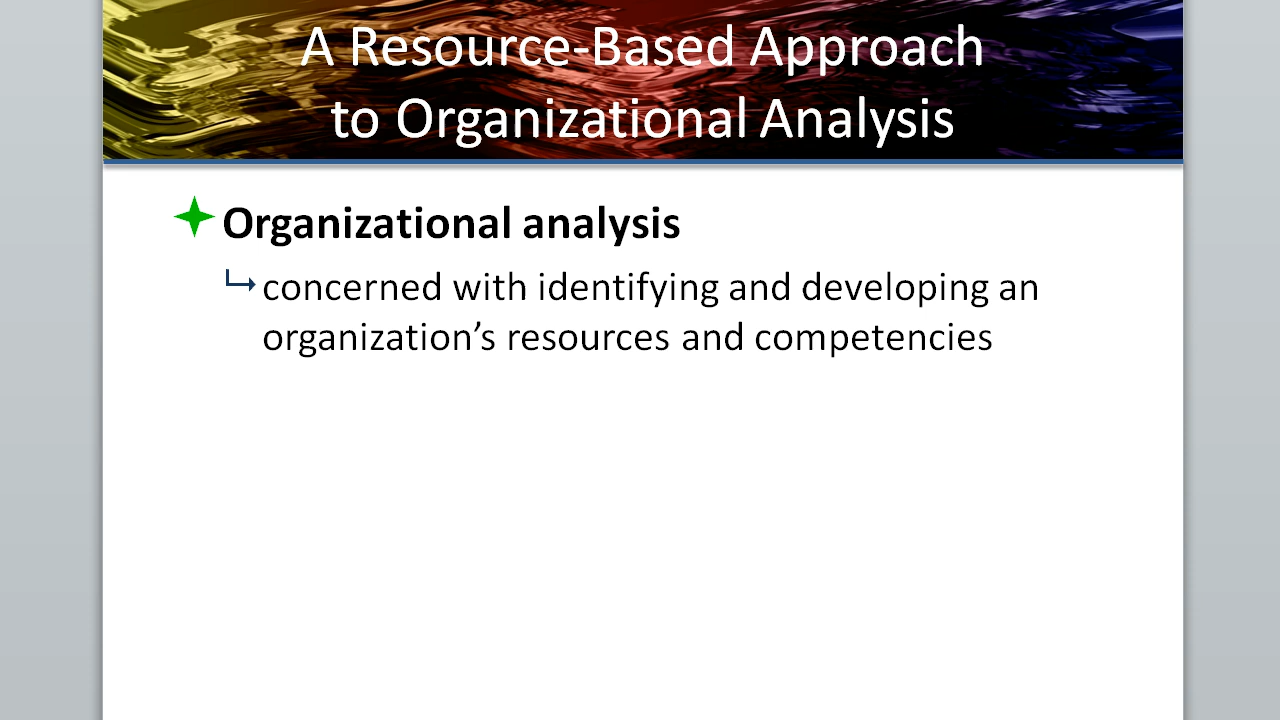 A Resource-Based Approach
to Organizational Analysis
Organizational analysis
concerned with identifying and developing an
organization’s resources and competencies